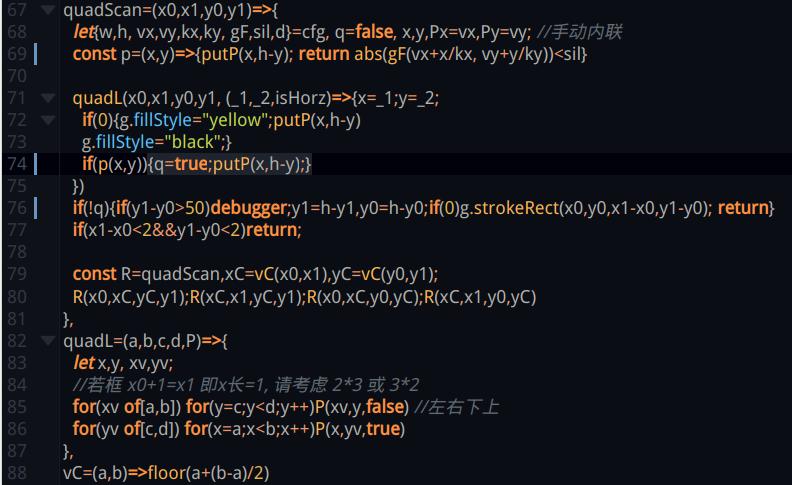 67 quadScan=(x0,x1,y0,y1)=>{
68 let{w,h, vx,vy,kx,ky, gF,sil,d}=cfg, q=false, x,y,Px=vx,Py=vy; //手动内联
69 const p=(x,y)=>{putP(x,h-y); return abs(gF(vx+x/kx, vy+y/ky))<sil}
70
71 quadL(x0,x1,y0,y1, (_1,_2,isHorz)=>{x=_1;y=_2;
72 if(0){g.fillStyle="yellow";putP(x,h-y)
73 g.fillStyle="black";}
74 if(p(x,y)){q=true;putP(x,h-y);}
75 })
76 if(!q){if(y1-y0>50)debugger;y1=h-y1,y0=h-y0;if(0)g.strokeRect(x0,y0,x1-x0,y1-y0); return}
77 if(x1-x0<2&&y1-y0<2)return;
78
79 const R=quadScan,xC=vC(x0,x1),yC=vC(y0,y1);
80 R(x0,xC,yC,y1);R(xC,x1,yC,y1);R(x0,xC,y0,yC);R(xC,x1,y0,yC)
81 },
82 quadL=(a,b,c,d,P)=>{
83 let x,y, xv,yv;
84 //若框 x0+1=x1 即x长=1, 请考虑 2*3 或 3*2
85 for(xv of[a,b]) for(y=c;y<d;y++)P(xv,y,false) //左右下上
86 for(yv of[c,d]) for(x=a;x<b;x++)P(x,yv,true)
87 },
88 vC=(a,b)=>floor(a+(b-a)/2)